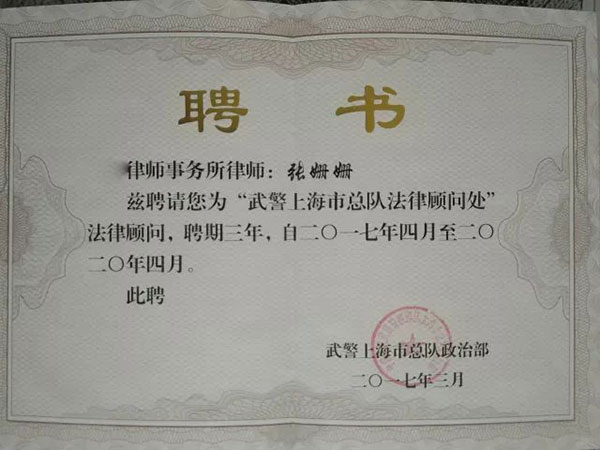 聘书
律师事务所律师：张姗姗
兹聘请您为“武警上海市总队法律顾问处”
法律顾问，聘期三年，自二〇一七年四月至二〇
二〇年四月。
此聘
武警上海市总队政治部
二〇一七年三月